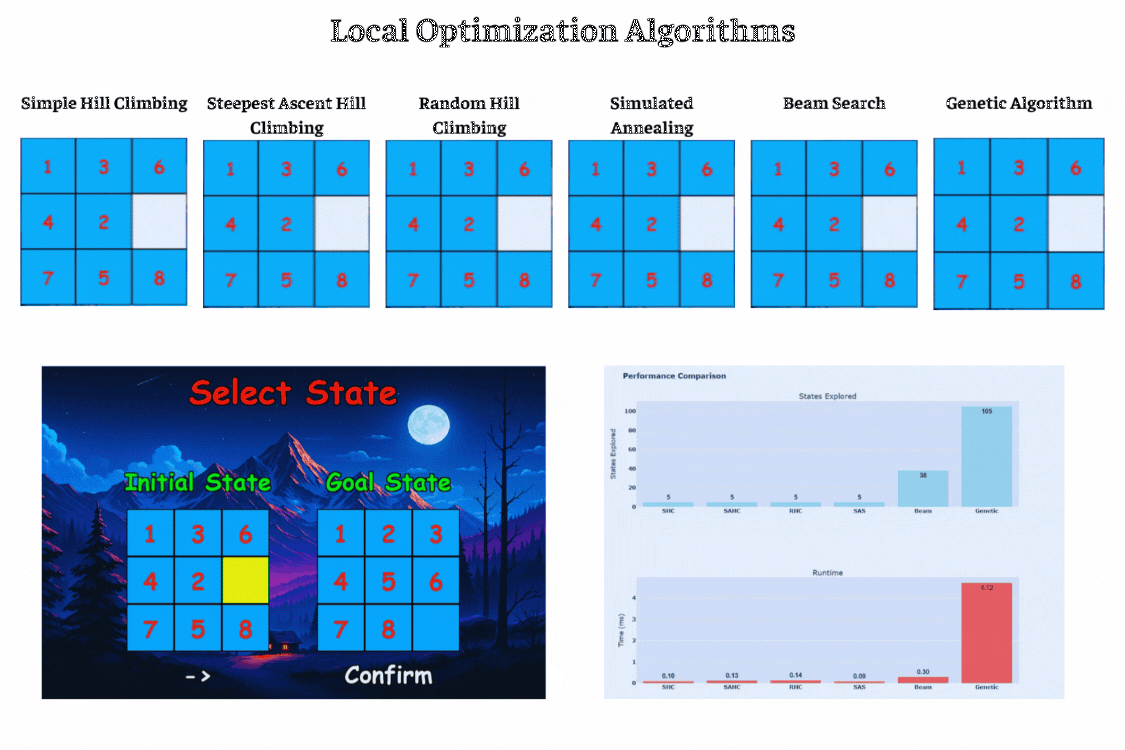 Local Optimization Algorithms
Simple Hill Climbing
Steepest Ascent Hill
Climbing
Random Hill
Climbing
Simulated
Annealing
Beam Search
Genetic Algorithm
1 3 6
4 2
7 5 8
1 3 6
4 2
7 5 8
1 3 6
4 2
7 5 8
1 3 6
4 2
7 5 8
1 3 6
4 2
7 5 8
1 3 6
4 2
7 5 8
Select State
Initial State
1 3 6
4 2
7 5 8
->
Goal State
1 2 3
4 5 6
7 8
Confirm
Performance Comparison
States Explored
States Explored
100
80
60
40
20
0
5 5 5 5 38 105
SHC SAHC RHC SAS Beam Genetic
Runtime
Time (ms)
4
3
2
1
0
0.10 0.13 0.14 0.09 0.30
SHC SAHC RHC SAS Beam Genetic